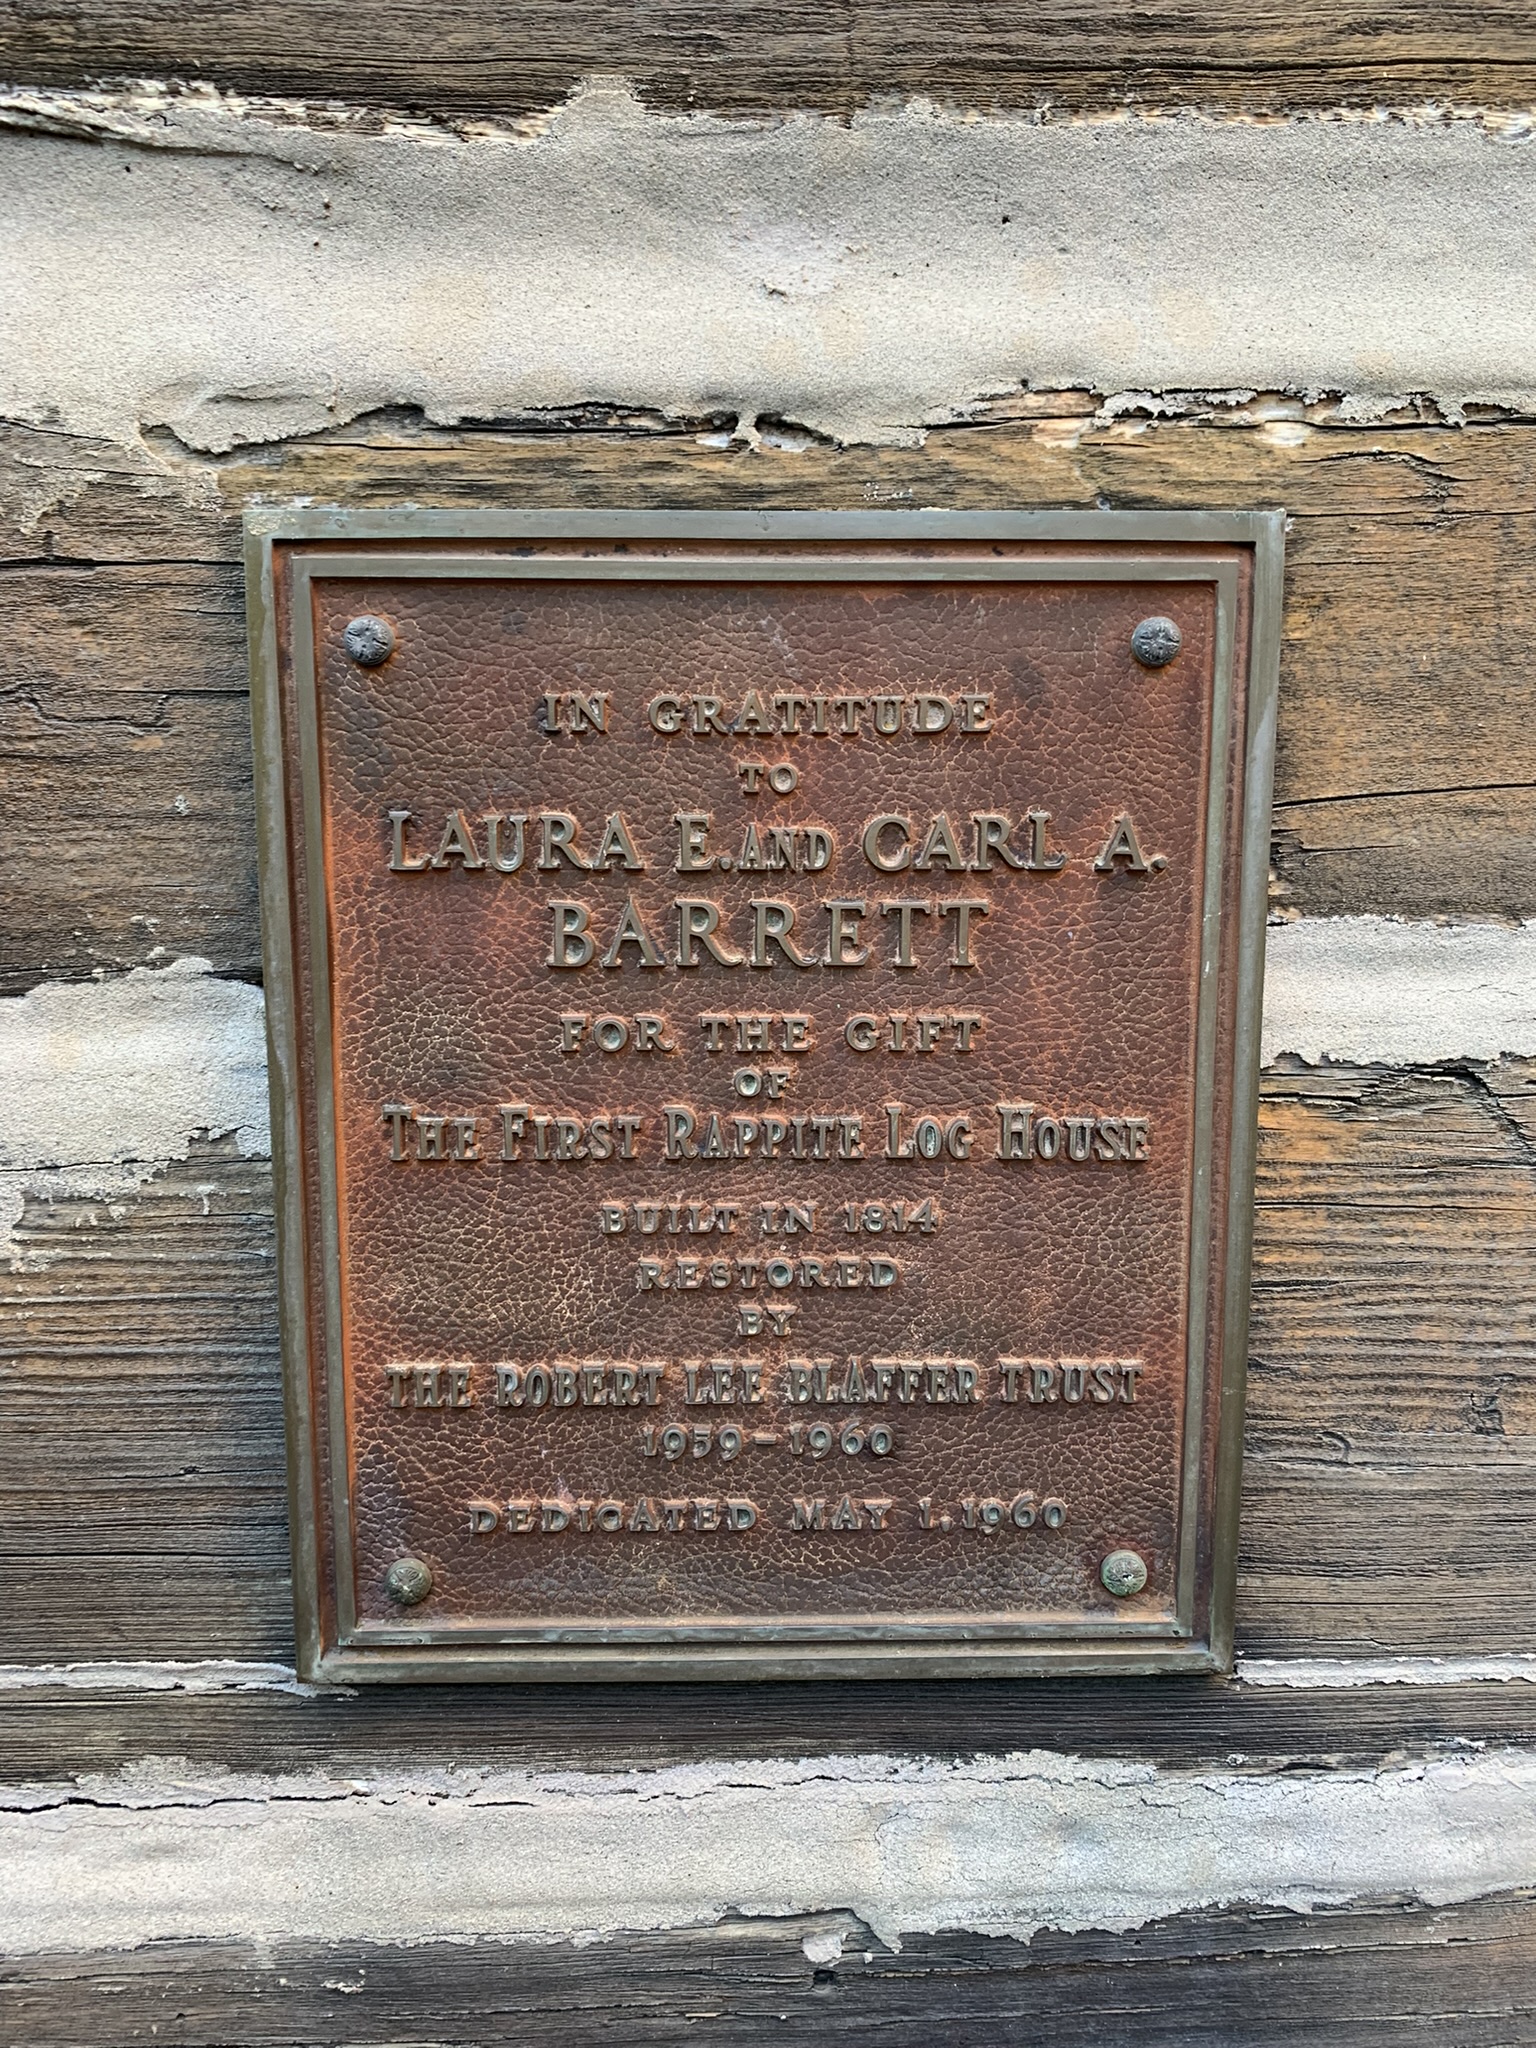 IN GRATITUDE
TO
LAURA E. AND CARL A.
BARRETT
FOR THE GIFT
OF
THE FIRST RAPPITE LOG HOUSE
BUILT IN 1814
RESTORED
BY
THE ROBERT LEE BLAFFER TRUST
1959-1960
DEDICATED MAY 1, 1960